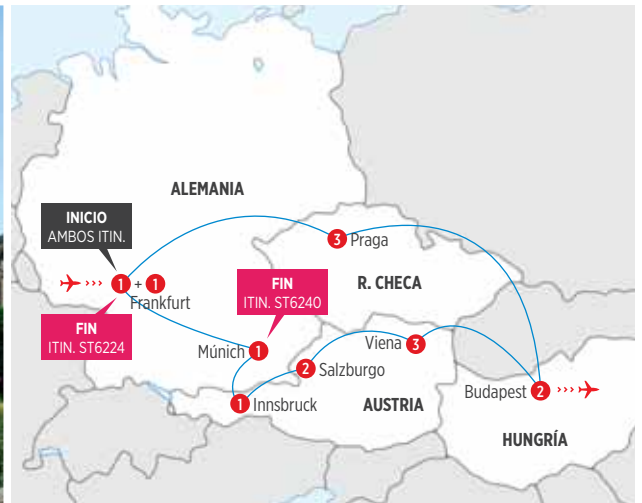 ALEMANIA
INICIO
AMBOS ITIN.
3 Praga
1 + 1
Frankfurt
R. CHECA
FIN
ITIN. ST6240
FIN
ITIN. ST6224
Múnich 1
Viena 3
2 Salzburgo
Budapest 2
1 Innsbruck
AUSTRIA
HUNGRÍA